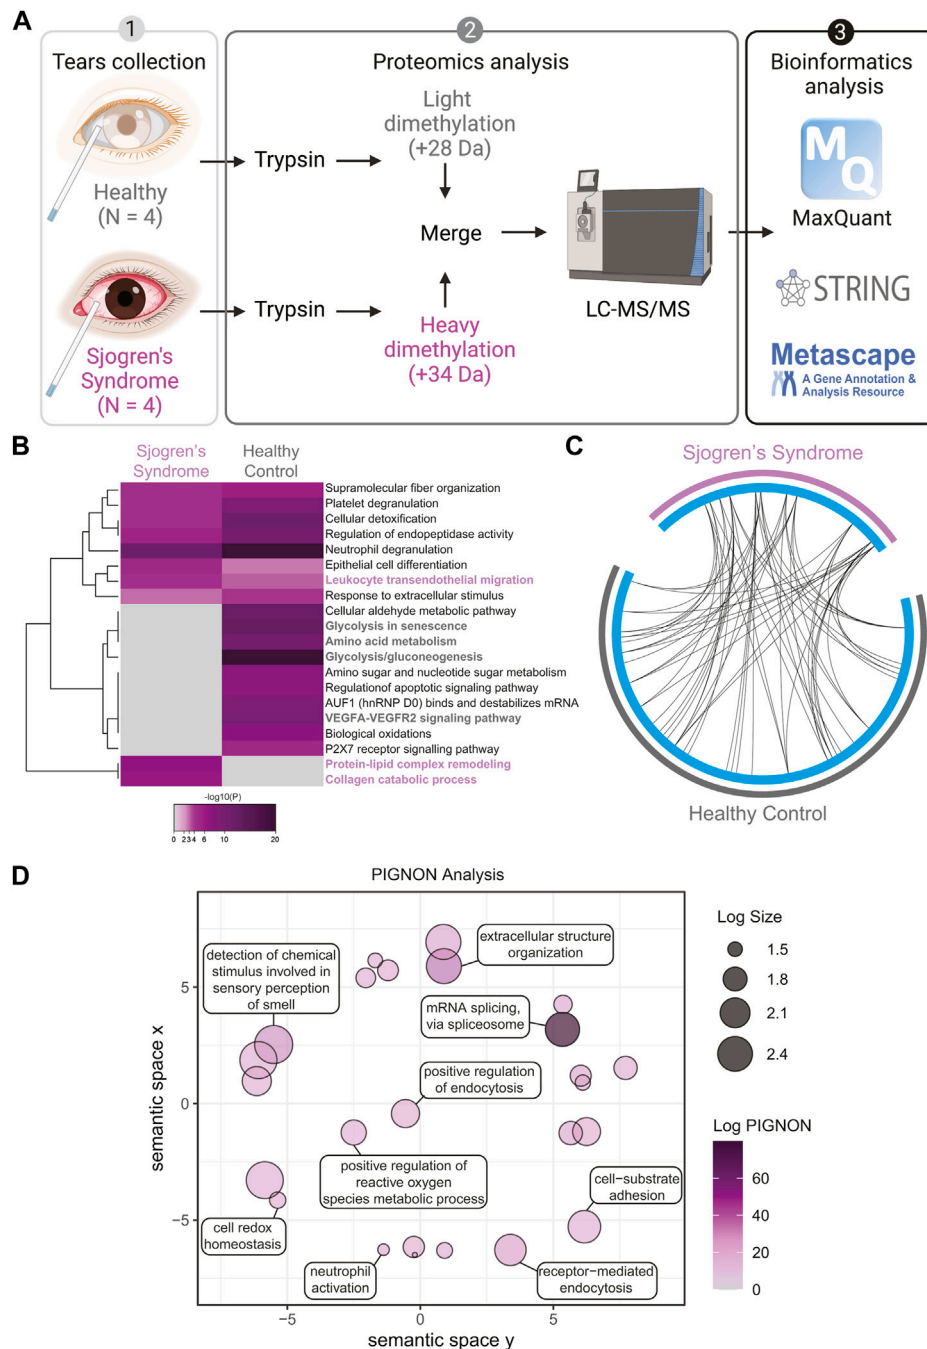 A
1
Tears collection
Healthy
(N = 4)
Sjogren's
Syndrome
(N = 4)
2
Proteomics analysis
Trypsin
Light
dimethylation
(+28 Da)
Merge
Trypsin
Heavy
dimethylation
(+34 Da)
LC-MS/MS
3
Bioinformatics
analysis
M
Q
MaxQuant
STRING
Metascape
A Gene Annotation &
Analysis Resource
B
Sjogren's
Syndrome
Healthy
Control
Supramolecular fiber organization
Platelet degranulation
Cellular detoxification
Regulation of endopeptidase activity
Neutrophil degranulation
Epithelial cell differentiation
Leukocyte transendothelial migration
Response to extracellular stimulus
Cellular aldehyde metabolic pathway
Glycolysis in senescence
Amino acid metabolism
Glycolysis/gluconeogenesis
Amino sugar and nucleotide sugar metabolism
Regulationof apoptotic signaling pathway
AUF1 (hnRNP D0) binds and destabilizes mRNA
VEGFA-VEGFR2 signaling pathway
Biological oxidations
P2X7 receptor signalling pathway
Protein-lipid complex remodeling
Collagen catabolic process
-log10(P)
0 2 3 4 6 10 20
C
Sjogren's Syndrome
Healthy Control
D
PIGNON Analysis
detection of chemical
stimulus involved in
sensory perception
of smell
extracellular structure
organization
mRNA splicing,
via spliceosome
positive regulation
of endocytosis
positive regulation of
reactive oxygen
species metabolic process
cell−substrate
adhesion
cell redox
homeostasis
neutrophil
activation
receptor−mediated
endocytosis
semantic space x
5
0
−5
−5 0 5
semantic space y
Log Size
1.5
1.8
2.1
2.4
Log PIGNON
60
40
20
0